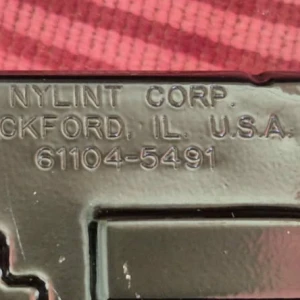 NYLINT CORP.
CKFORD, IL. U.S.A.
61104-5491